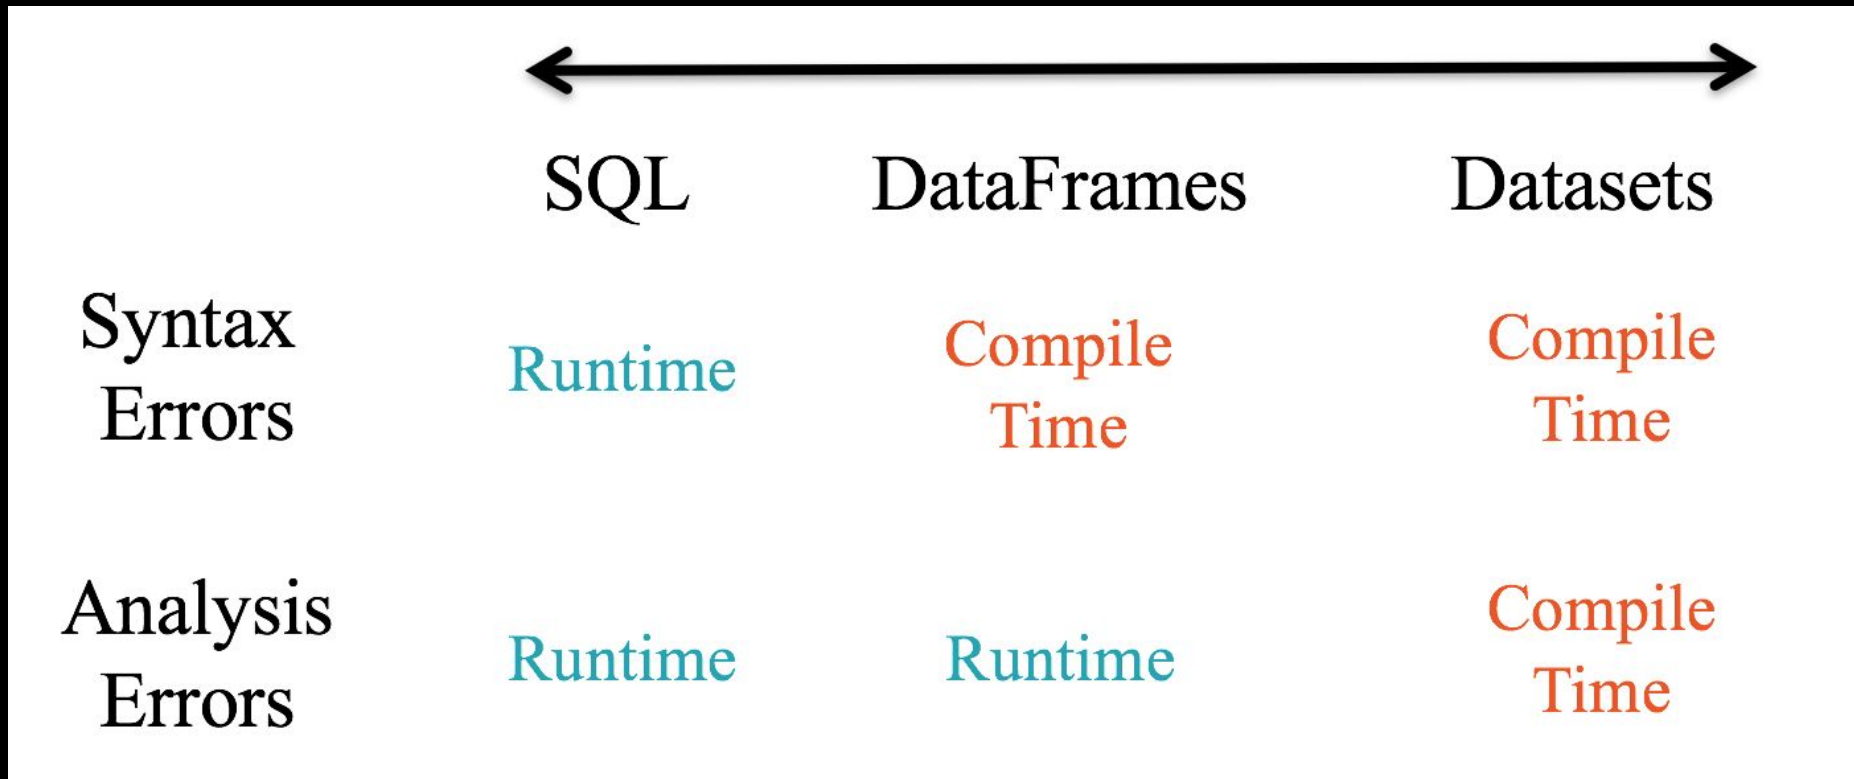 SQL DataFrames Datasets
Syntax
Errors
Runtime
Compile
Time
Compile
Time
Analysis
Errors
Runtime
Runtime
Compile
Time